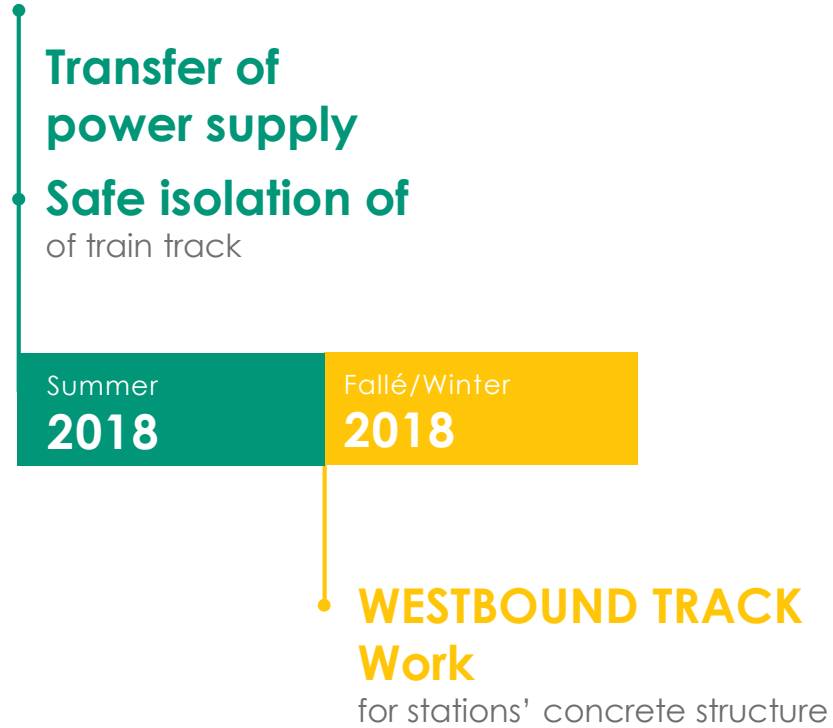 Transfer of
power supply
Safe isolation of
of train track
Summer
2018
Fallé/Winter
2018
WESTBOUND TRACK
Work
for stations’ concrete structure